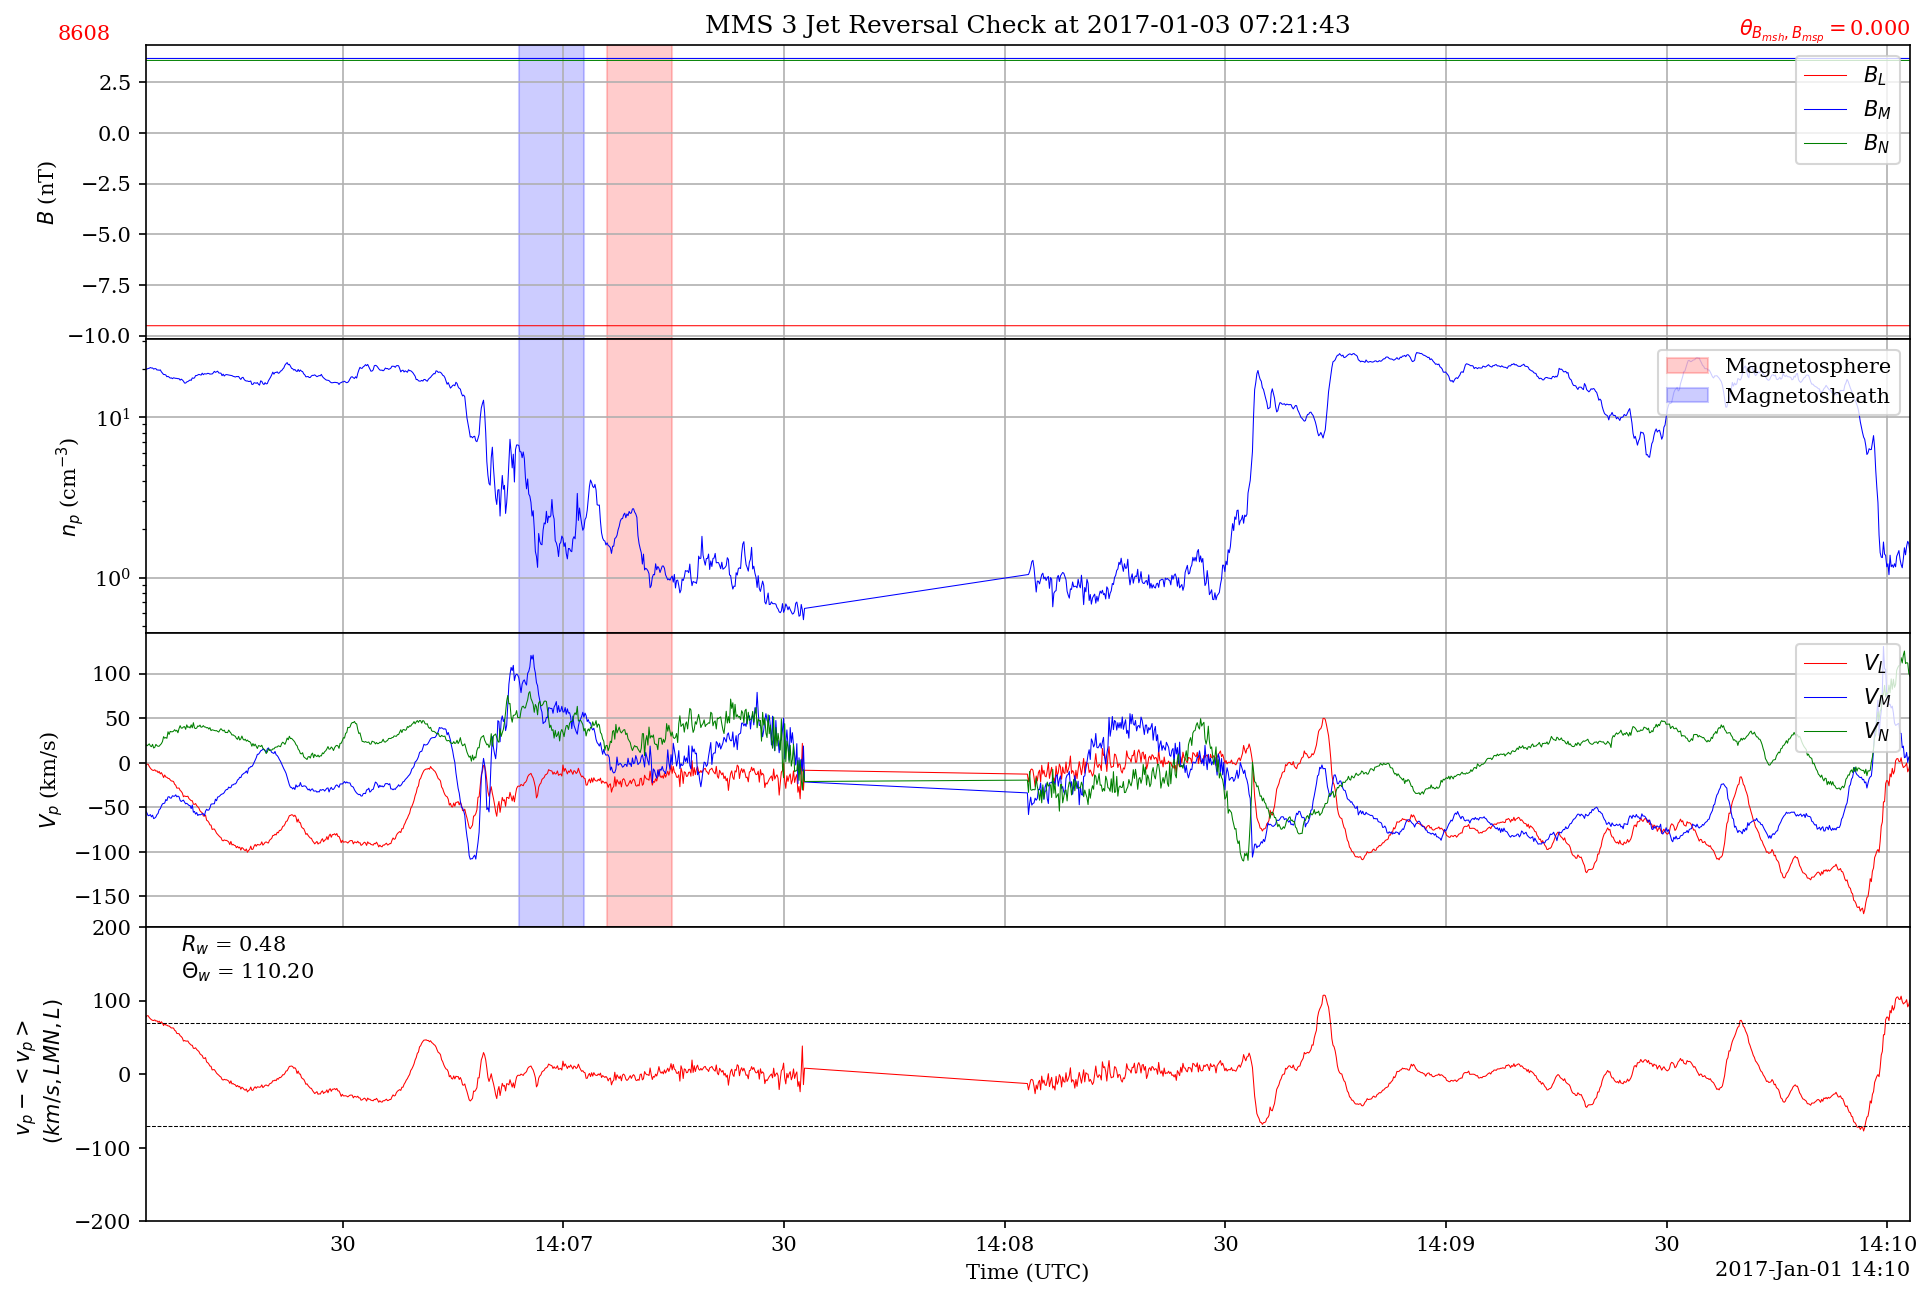 8608
MMS 3 Jet Reversal Check at 2017-01-03 07:21:43
θ_{B_{msh}, B_{msp}} = 0.000
B (nT)
2.5
0.0
−2.5
−5.0
−7.5
−10.0
B_L
B_M
B_N
n_p (cm^{−3})
10^1
10^0
Magnetosphere
Magnetosheath
V_p (km/s)
100
50
0
−50
−100
−150
V_L
V_M
V_N
v_p − < v_p >
(km/s, LMN, L)
200
100
0
−100
−200
R_w = 0.48
Θ_w = 110.20
30
14:07
30
14:08
30
14:09
30
14:10
Time (UTC)
2017-Jan-01 14:10